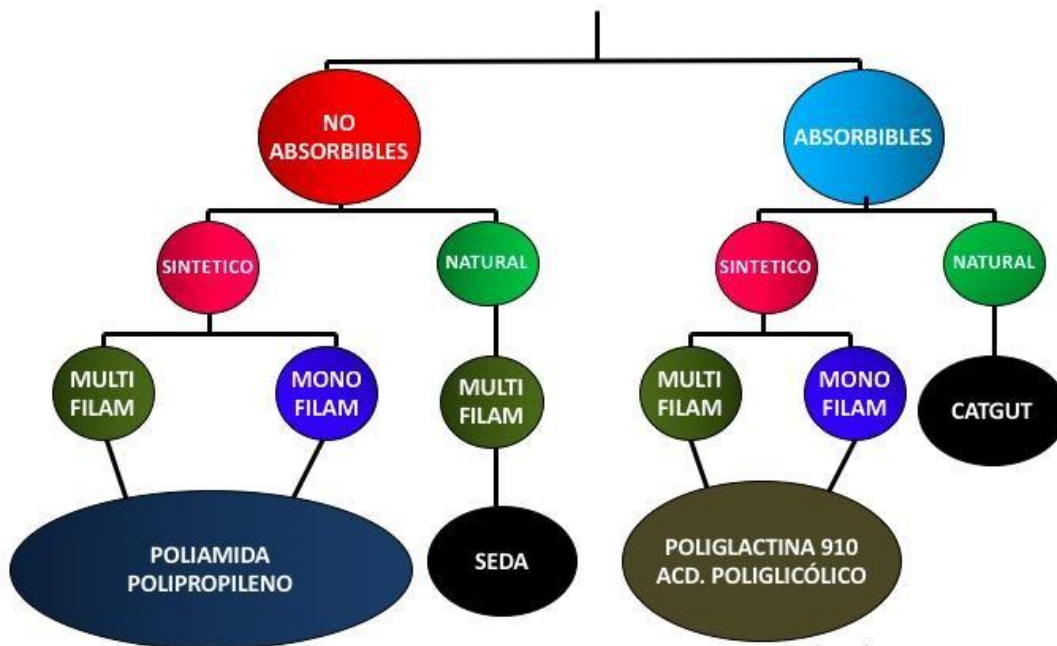 NO
ABSORBIBLES
ABSORBIBLES
SINTETICO
NATURAL
SINTETICO
NATURAL
MULTI
FILAM
MONO
FILAM
MULTI
FILAM
MULTI
FILAM
MONO
FILAM
CATGUT
POLIAMIDA
POLIPROPILENO
SEDA
POLIGLACTINA 910
ACD. POLIGLICÓLICO